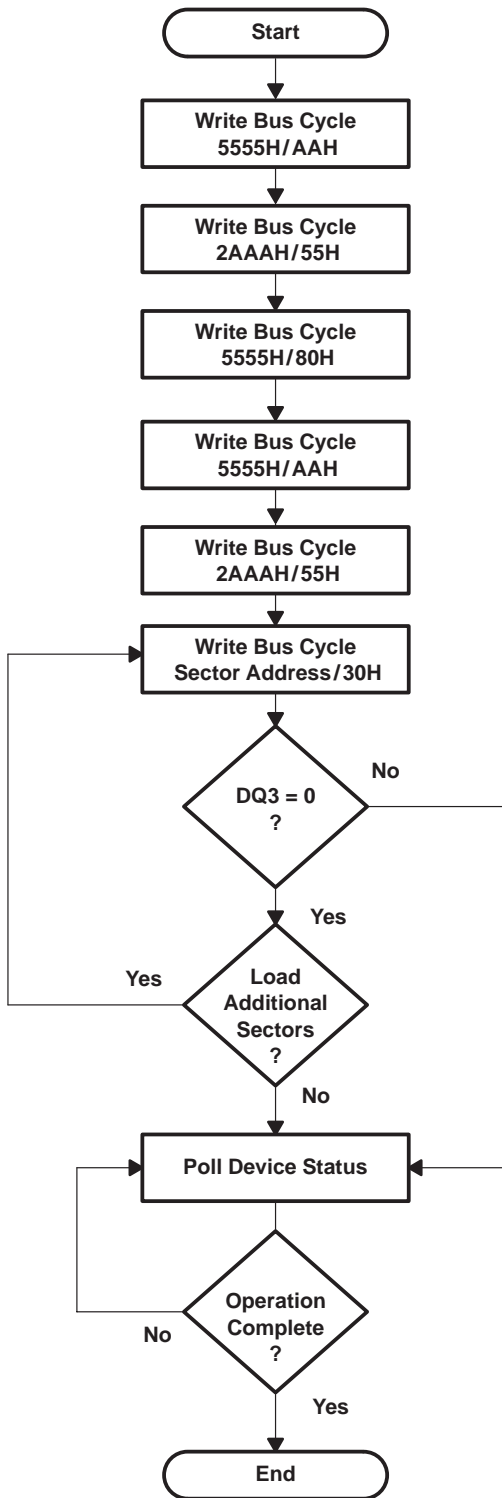 Start
Write Bus Cycle
5555H/AAH
Write Bus Cycle
2AAAH/55H
Write Bus Cycle
5555H/80H
Write Bus Cycle
5555H/AAH
Write Bus Cycle
2AAAH/55H
Write Bus Cycle
Sector Address/30H
No
DQ3 = 0
?
Yes
Yes
Load
Additional
Sectors
?
No
Poll Device Status
Operation
Complete
?
No
Yes
End